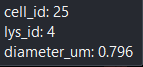 cell_id: 25
lys_id: 4
diameter_um: 0.796